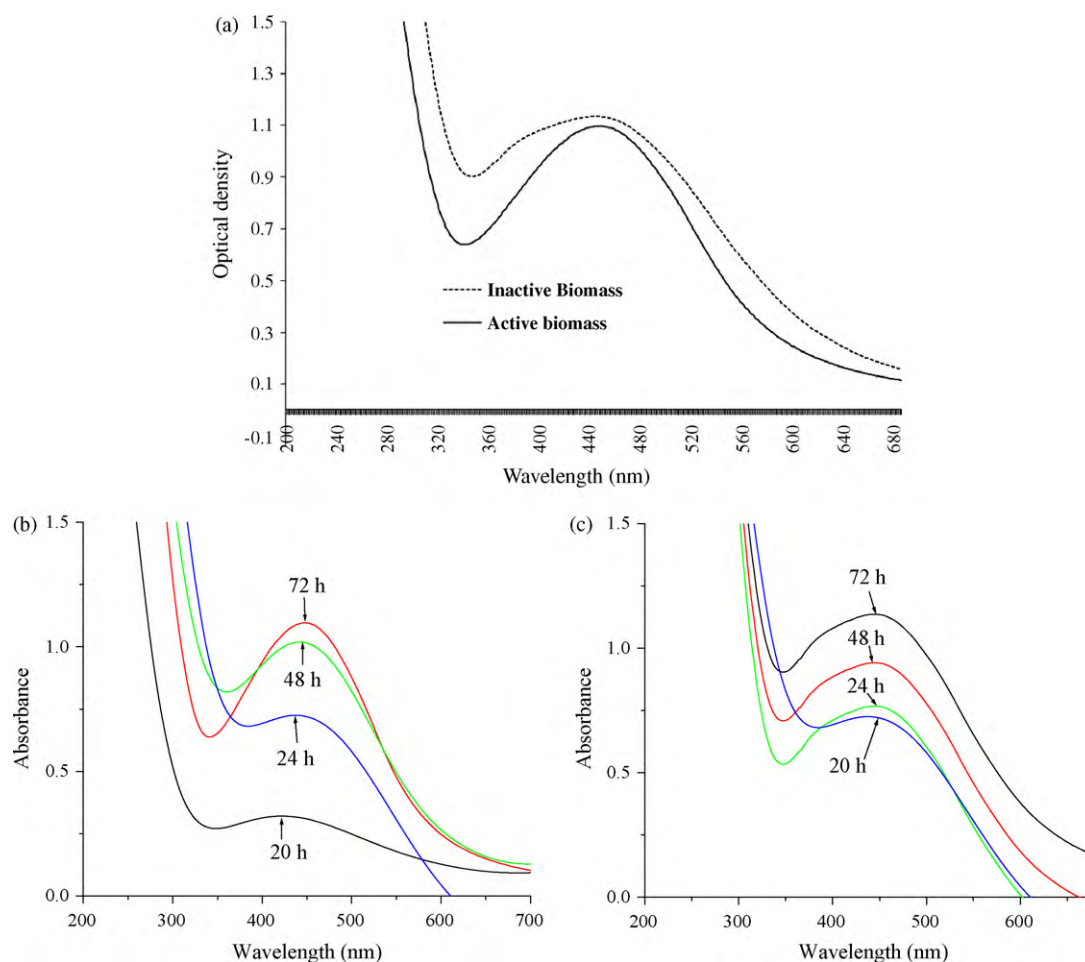 (a)
1.5
1.3
1.1
0.9
0.7
0.5
0.3
0.1
-0.1
Optical density
Inactive Biomass
Active biomass
200 240 280 320 360 400 440 480 520 560 600 640 680
Wavelength (nm)
(b)
1.5
1.0
0.5
0.0
Absorbance
72 h
48 h
24 h
20 h
200 300 400 500 600 700
Wavelength (nm)
(c)
1.5
1.0
0.5
0.0
Absorbance
72 h
48 h
24 h
20 h
200 300 400 500 600
Wavelength (nm)